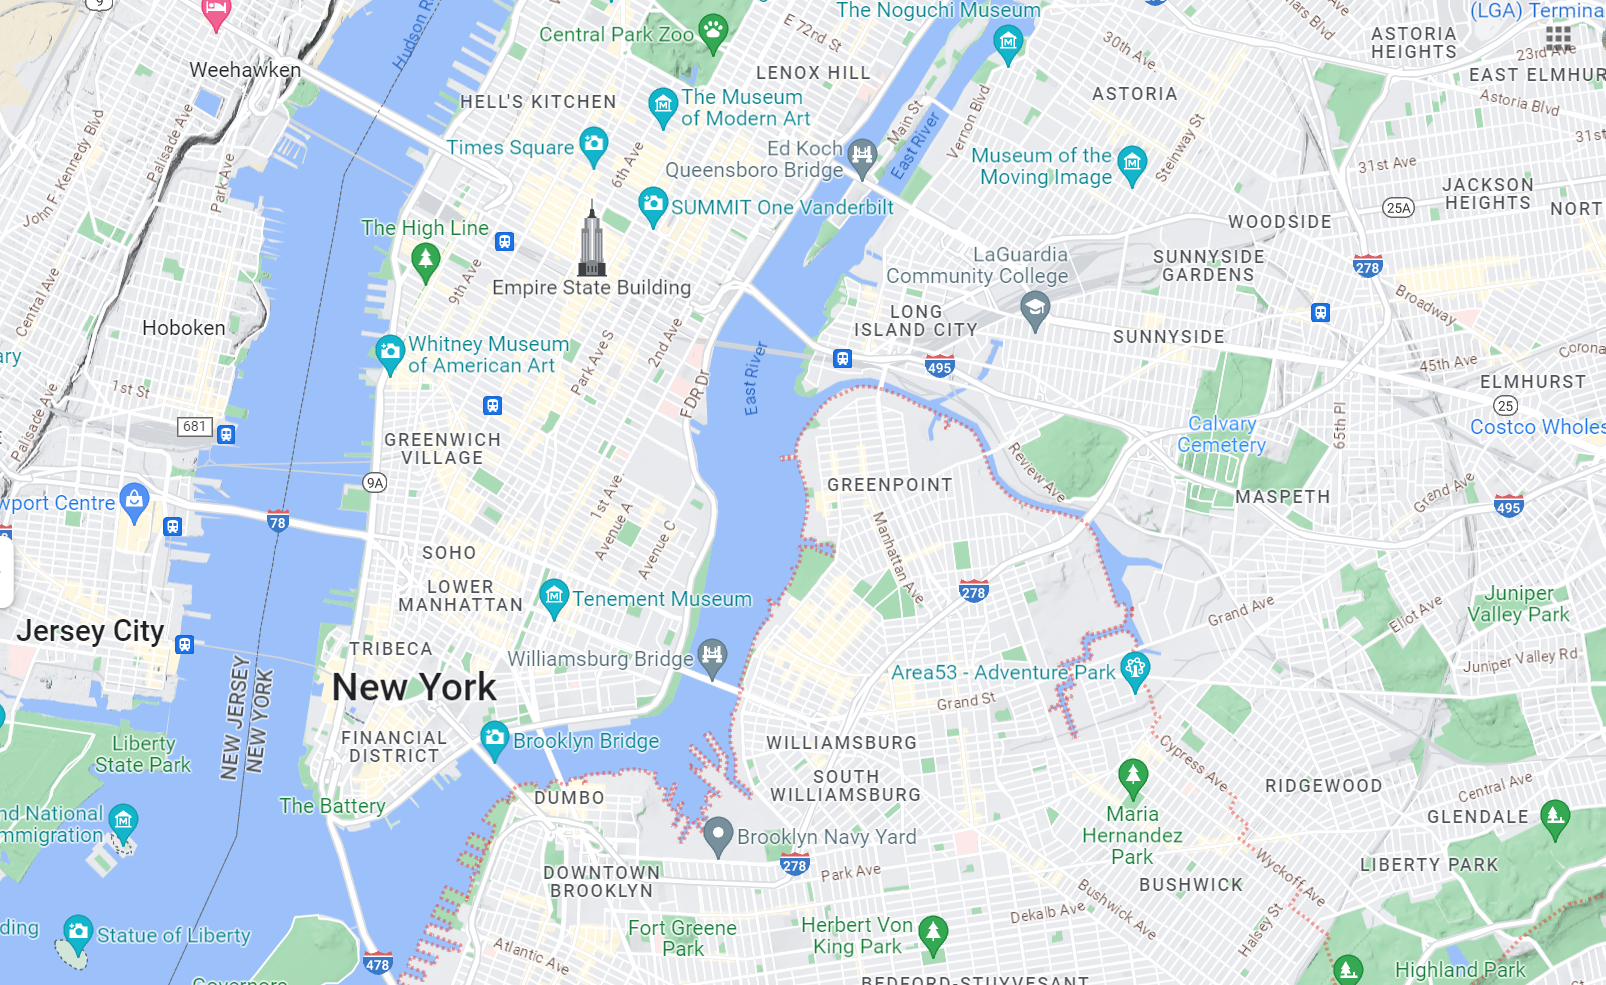 9
Weehawken
Hudson R
Central Park Zoo
E 72nd St
The Noguchi Museum
(LGA) Termina
ASTORIA
HEIGHTS
23rd Ave
30th Ave.
LENOX HILL
EAST ELMHUR
HELL'S KITCHEN
The Museum
of Modern Art
ASTORIA
Astoria Blvd
John F. Kennedy Blvd
Palisade Ave
Park Ave
Times Square
6th Ave
Ed Koch
Queensboro Bridge
Main St
East River
Vernon Blvd
Museum of the
Moving Image
Steinway St
31st
31st Ave
JACKSON
HEIGHTS
25A
NORT
SUMMIT One Vanderbilt
WOODSIDE
The High Line
9th Ave
Empire State Building
LaGuardia
Community College
SUNNYSIDE
GARDENS
278
Broadway
Central Ave
Hoboken
LONG
ISLAND CITY
SUNNYSIDE
Whitney Museum
of American Art
Park Ave S
2nd Ave
FDR Dr
East River
495
45th Ave
Corona
ary
1st St
Palisade Ave
681
ELMHURST
25
65th Pl
Costco Wholes
Calvary
Cemetery
GREENWICH
VILLAGE
9A
Review Ave
GREENPOINT
MASPETH
Grand Ave
495
wport Centre
78
1st Ave.
Avenue A
Avenue C
Manhattan Ave
SOHO
LOWER
MANHATTAN
Tenement Museum
278
Grand Ave
Eliot Ave
Juniper
Valley Park
Jersey City
TRIBECA
Williamsburg Bridge
Area53 - Adventure Park
Juniper Valley Rd
New York
Grand St
NEW JERSEY
NEW YORK
FINANCIAL
DISTRICT
Brooklyn Bridge
WILLIAMSBURG
Liberty
State Park
Cypress Ave
SOUTH
WILLIAMSBURG
RIDGEWOOD
Central Ave
The Battery
DUMBO
Maria
Hernandez
Park
GLENDALE
nd National
mmigration
Brooklyn Navy Yard
278
Park Ave
DOWNTOWN
BROOKLYN
BUSHWICK
Wyckoff Ave
LIBERTY PARK
Bushwick Ave
Dekalb Ave
Halsey St
ding
Statue of Liberty
Fort Greene
Park
Herbert Von
King Park
Atlantic Ave
478
Highland Park
Governors
BEDFORD-STUYVESANT